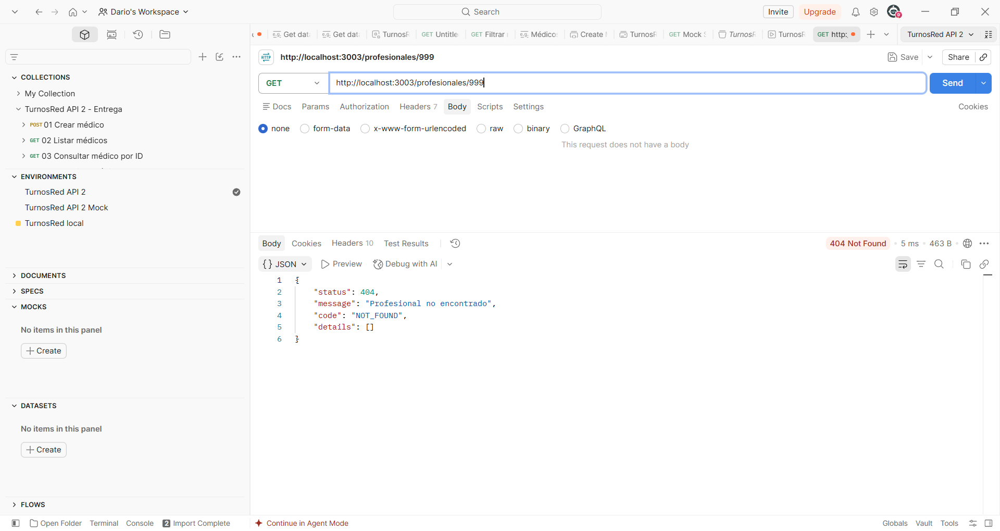 Dario's Workspace
Search
Invite
Upgrade
D
Get dat
Get dat
TurnosR
GET Untitle
GET Filtrar
Médico
Create
TurnosR
GET Mock S
TurnosR
TurnosR
GET http:
TurnosRed API 2
HTTP http://localhost:3003/profesionales/999
Save
Share
GET
http://localhost:3003/profesionales/999
Send
Docs
Params
Authorization
Headers 7
Body
Scripts
Settings
Cookies
none
form-data
x-www-form-urlencoded
raw
binary
GraphQL
This request does not have a body
COLLECTIONS
My Collection
TurnosRed API 2 - Entrega
POST 01 Crear médico
GET 02 Listar médicos
GET 03 Consultar médico por ID
ENVIRONMENTS
TurnosRed API 2
TurnosRed API 2 Mock
TurnosRed local
DOCUMENTS
SPECS
MOCKS
No items in this panel
Create
DATASETS
No items in this panel
Create
FLOWS
Body
Cookies
Headers 10
Test Results
404 Not Found
5 ms
463 B
{} JSON
Preview
Debug with AI
1 {
2 "status": 404,
3 "message": "Profesional no encontrado",
4 "code": "NOT_FOUND",
5 "details": []
6 }
Open Folder
Terminal
Console
2 Import Complete
Continue in Agent Mode
Globals
Vault
Tools